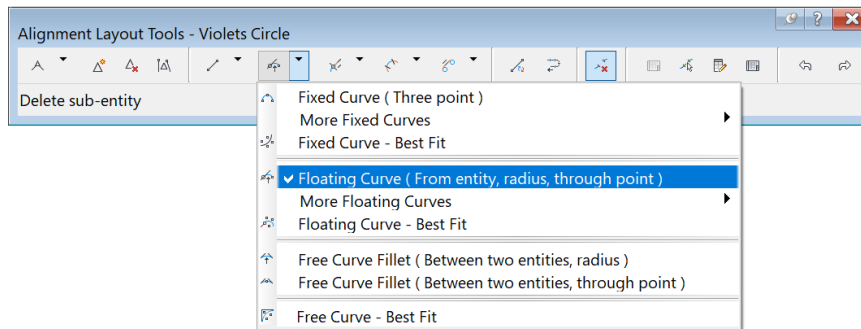 Alignment Layout Tools - Violets Circle
Delete sub-entity
Fixed Curve ( Three point )
More Fixed Curves
Fixed Curve - Best Fit
Floating Curve ( From entity, radius, through point )
More Floating Curves
Floating Curve - Best Fit
Free Curve Fillet ( Between two entities, radius )
Free Curve Fillet ( Between two entities, through point )
Free Curve - Best Fit